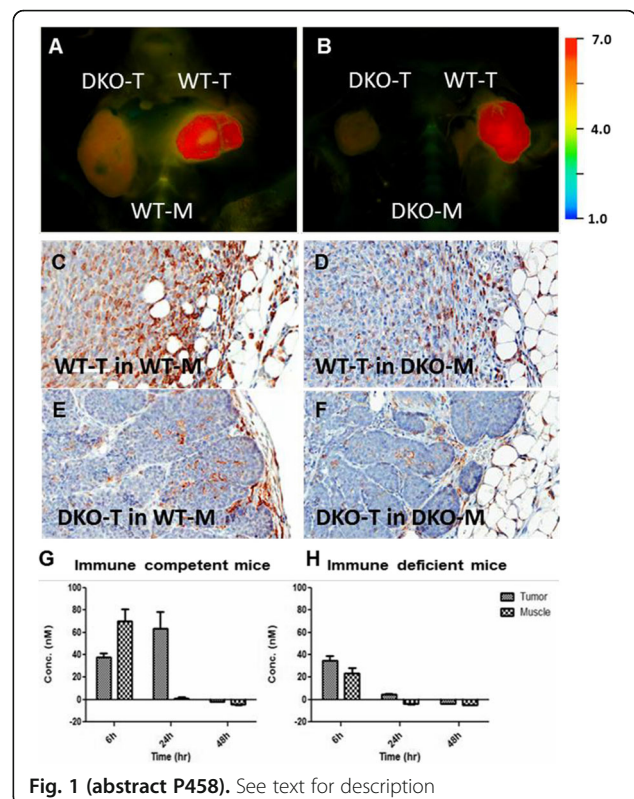 A
DKO-T WT-T
WT-M
B
DKO-T WT-T
DKO-M
7.0
4.0
1.0
C
WT-T in WT-M
D
WT-T in DKO-M
E
DKO-T in WT-M
F
DKO-T in DKO-M
G Immune competent mice
Conc. (nM)
100
80
60
40
20
0
-20
6h 24h 48h
Time (hr)
H Immune deficient mice
Tumor
Muscle
Conc. (nM)
100
80
60
40
20
0
-20
6h 24h 48h
Time (hr)
Fig. 1 (abstract P458). See text for description